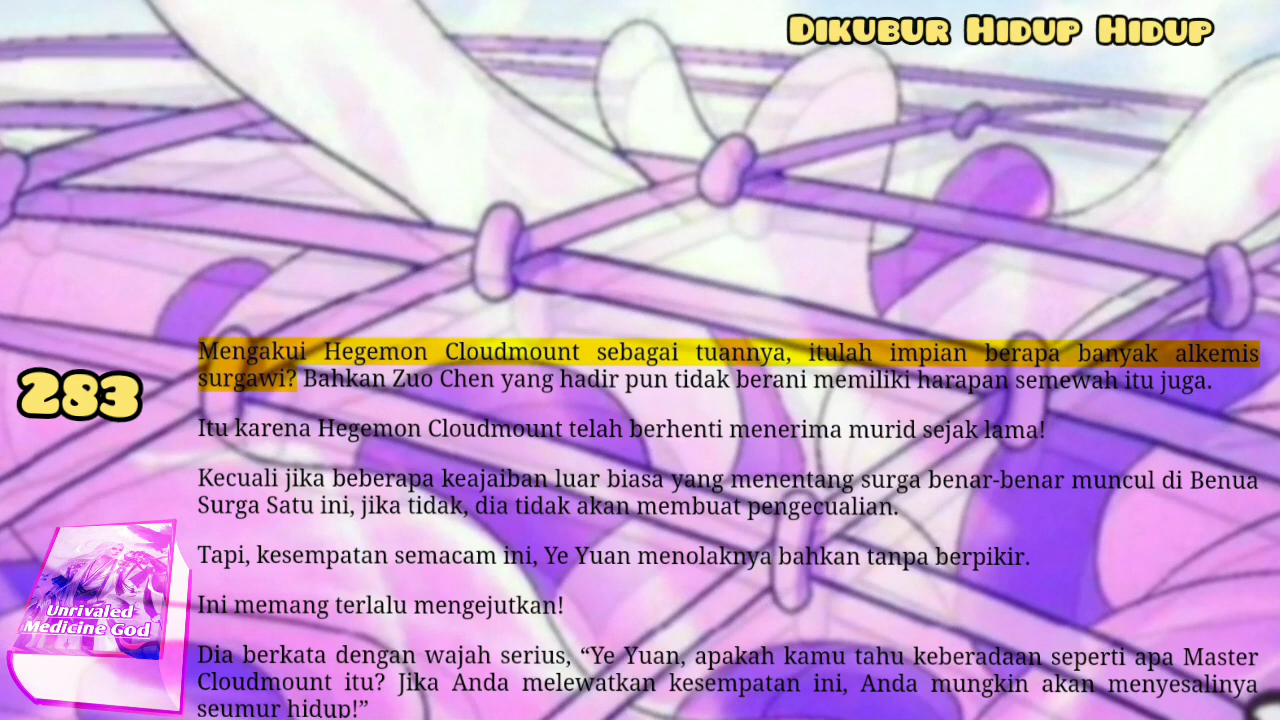 Dikubur Hidup Hidup
Mengakui Hegemon Cloudmount sebagai tuannya, itulah impian berapa banyak alkemis
surgawi? Bahkan Zuo Chen yang hadir pun tidak berani memiliki harapan semewah itu juga.
283
Itu karena Hegemon Cloudmount telah berhenti menerima murid sejak lama!
Kecuali jika beberapa keajaiban luar biasa yang menentang surga benar-benar muncul di Benua
Surga Satu ini, jika tidak, dia tidak akan membuat pengecualian.
Tapi, kesempatan semacam ini, Ye Yuan menolaknya bahkan tanpa berpikir.
Ini memang terlalu mengejutkan!
Unrivaled
Medicine God
Dia berkata dengan wajah serius, “Ye Yuan, apakah kamu tahu keberadaan seperti apa Master
Cloudmount itu? Jika Anda melewatkan kesempatan ini, Anda mungkin akan menyesalinya
seumur hidup!”